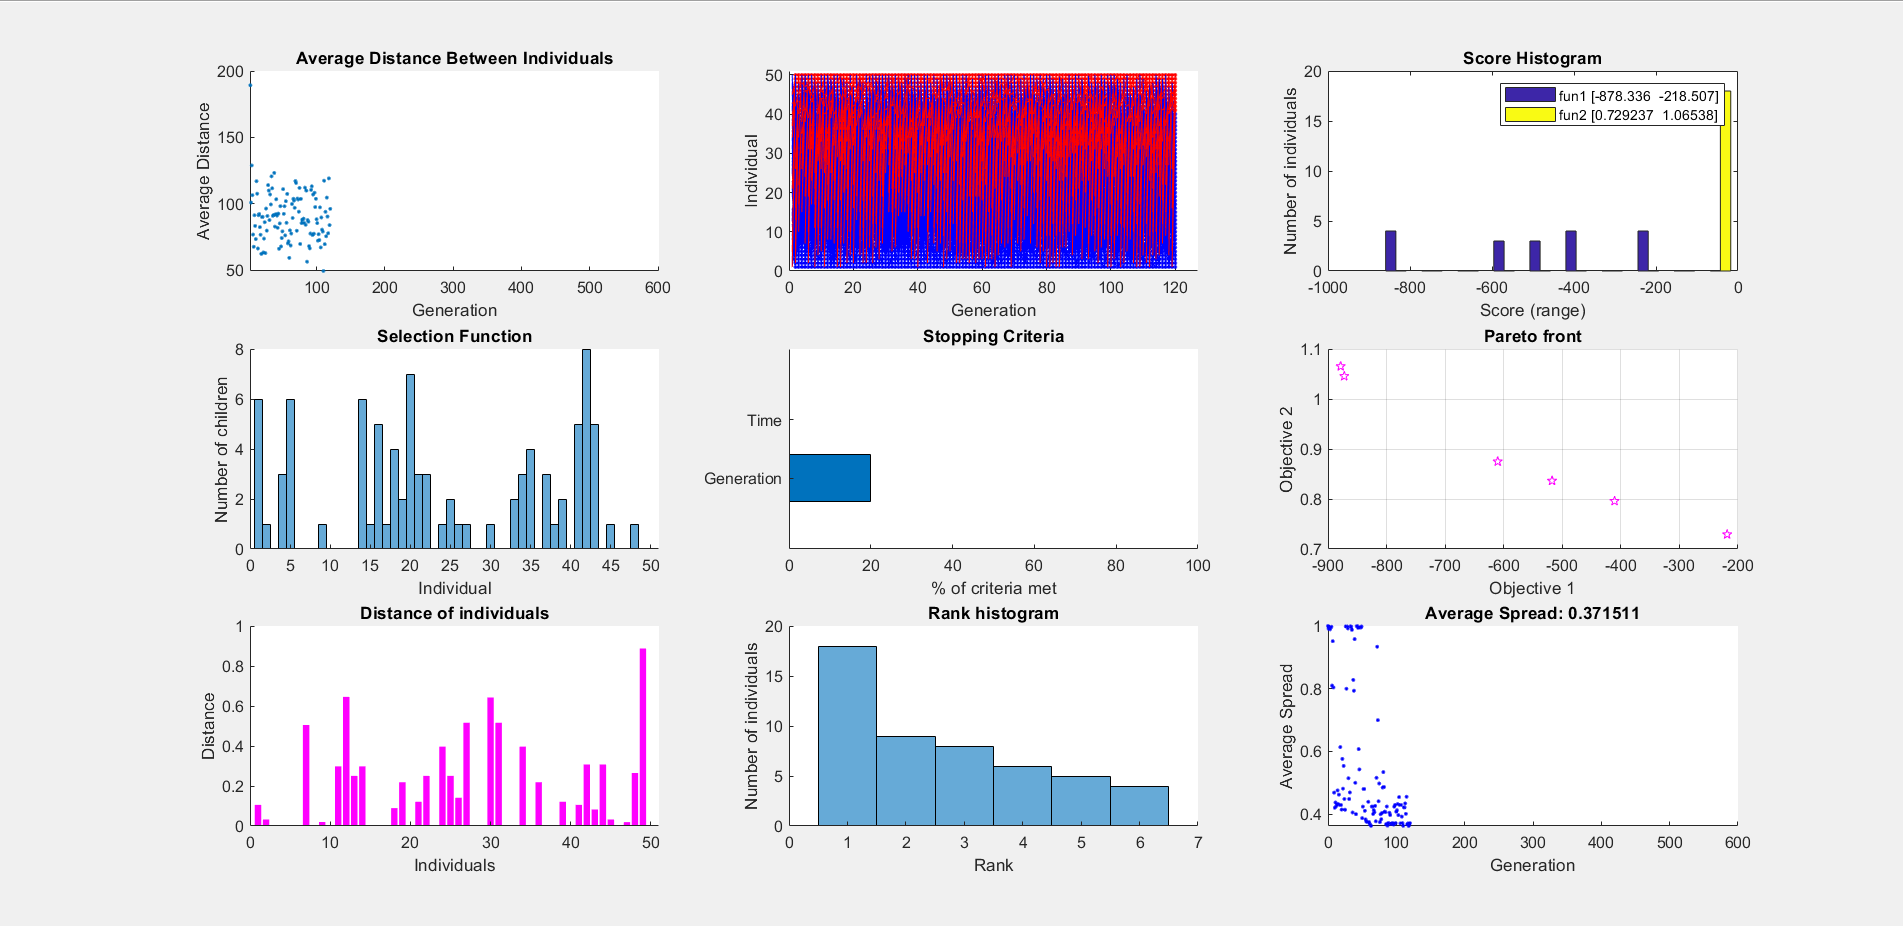 Average Distance Between Individuals
200
150
100
50
Average Distance
100 200 300 400 500 600
Generation
50
40
30
20
10
0
Individual
0 20 40 60 80 100 120
Generation
Score Histogram
20
15
10
5
0
Number of individuals
fun1 [-878.336 -218.507]
fun2 [0.729237 1.06538]
-1000 -800 -600 -400 -200 0
Score (range)
Selection Function
8
6
4
2
0
Number of children
0 5 10 15 20 25 30 35 40 45 50
Individual
Stopping Criteria
Time
Generation
0 20 40 60 80 100
% of criteria met
Pareto front
1.1
1
0.9
0.8
0.7
Objective 2
-900 -800 -700 -600 -500 -400 -300 -200
Objective 1
Distance of individuals
1
0.8
0.6
0.4
0.2
0
Distance
0 10 20 30 40 50
Individuals
Rank histogram
20
15
10
5
0
Number of individuals
0 1 2 3 4 5 6 7
Rank
Average Spread: 0.371511
1
0.8
0.6
0.4
Average Spread
0 100 200 300 400 500 600
Generation